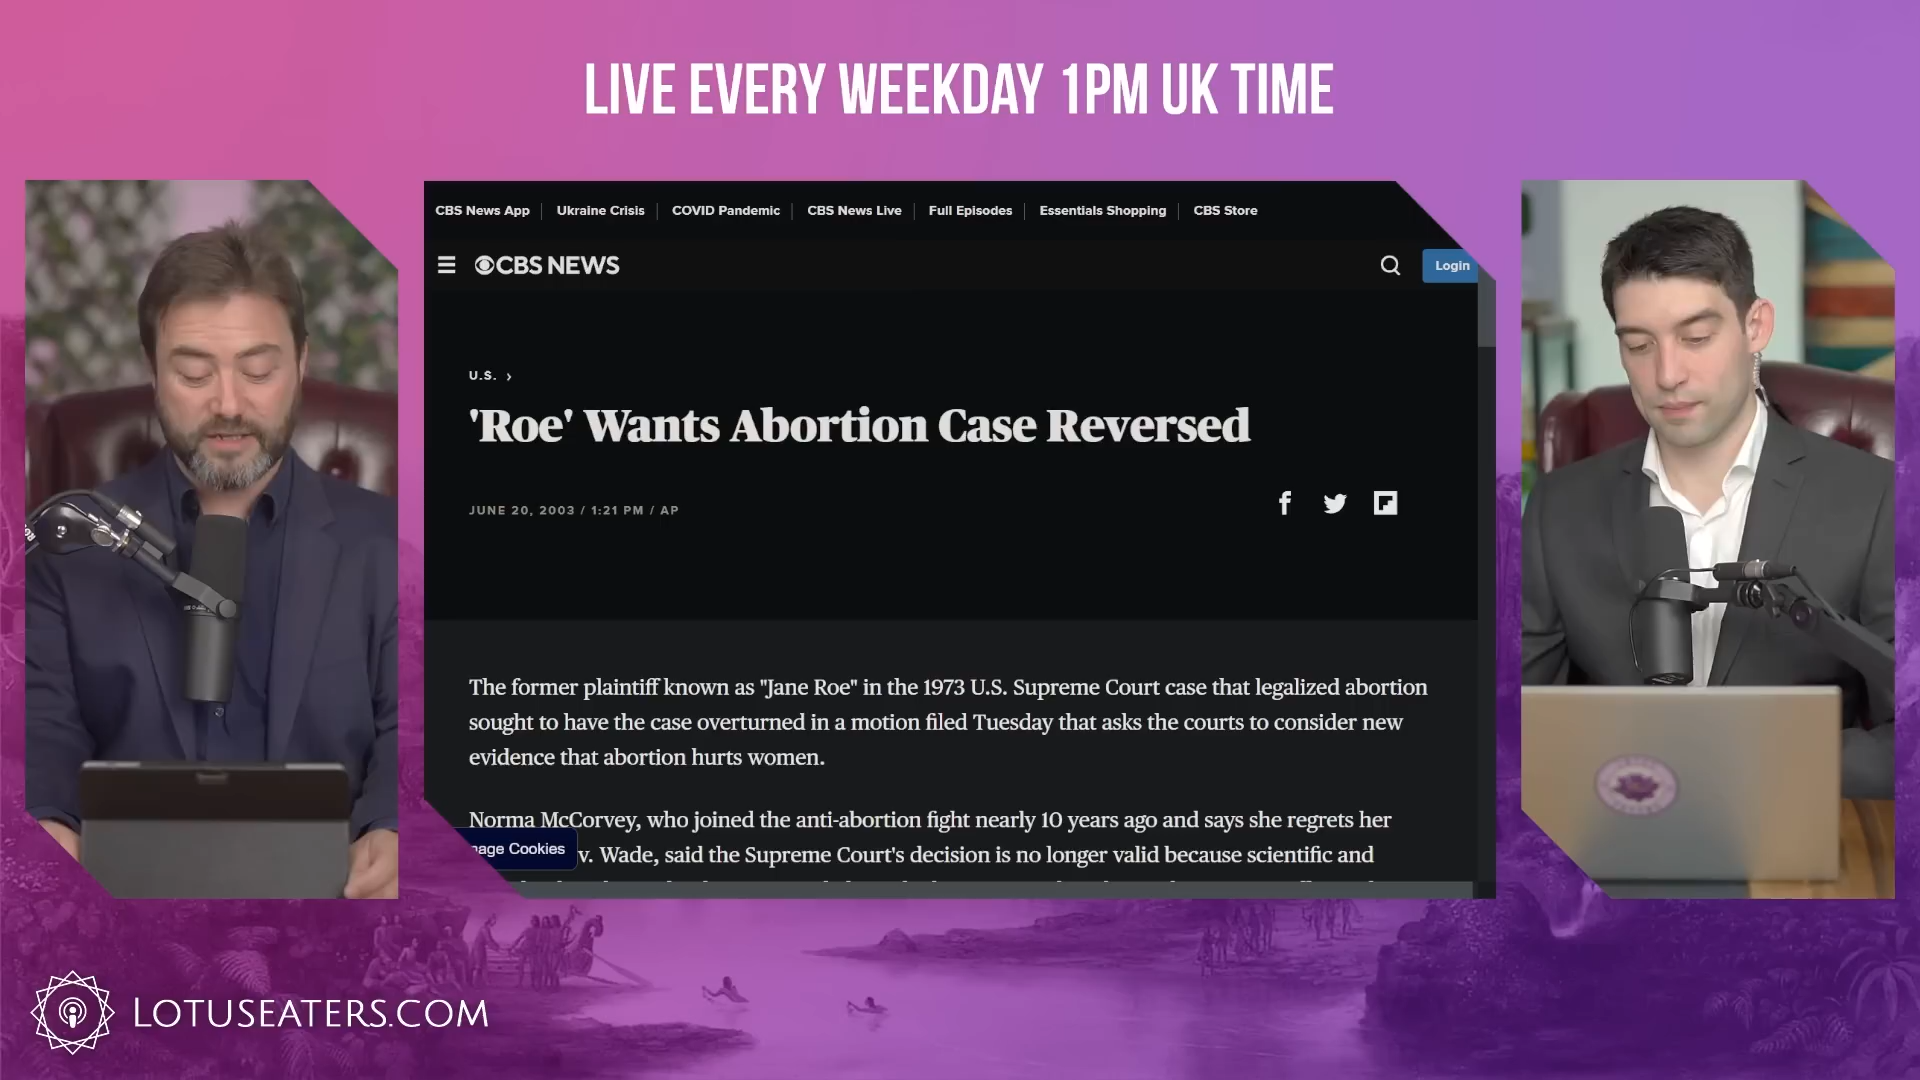 LIVE EVERY WEEKDAY 1PM UK TIME
CBS News App
Ukraine Crisis
COVID Pandemic
CBS News Live
Full Episodes
Essentials Shopping
CBS Store
CBS NEWS
Login
U.S. ›
'Roe' Wants Abortion Case Reversed
JUNE 20, 2003 / 1:21 PM / AP
The former plaintiff known as "Jane Roe" in the 1973 U.S. Supreme Court case that legalized abortion
sought to have the case overturned in a motion filed Tuesday that asks the courts to consider new
evidence that abortion hurts women.
Norma McCorvey, who joined the anti-abortion fight nearly 10 years ago and says she regrets her
v. Wade, said the Supreme Court's decision is no longer valid because scientific and
Cookies
LOTUSEATERS.COM